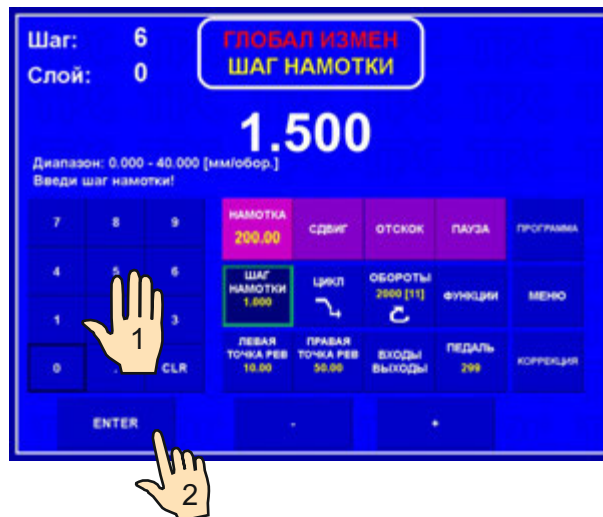 Шаг: 6
Слой: 0
ГЛОБАЛ ИЗМЕН
ШАГ НАМОТКИ
1.500
Диапазон: 0.000 - 40.000 [мм/обор.]
Введи шаг намотки!
7 8 9 НАМОТКА 200.00 СДВИГ ОТСКОК ПАУЗА ПРОГРАММА
4 5 6 ШАГ НАМОТКИ 1.000 ЦИКЛ ОБОРОТЫ 2000 [11] ФУНКЦИИ МЕНЮ
1 3 ЛЕВАЯ ТОЧКА РЕВ 10.00 ПРАВАЯ ТОЧКА РЕВ 50.00 ВХОДЫ ВЫХОДЫ ПЕДАЛЬ 299 КОРРЕКЦИЯ
0 . CLR
ENTER - +
1
2